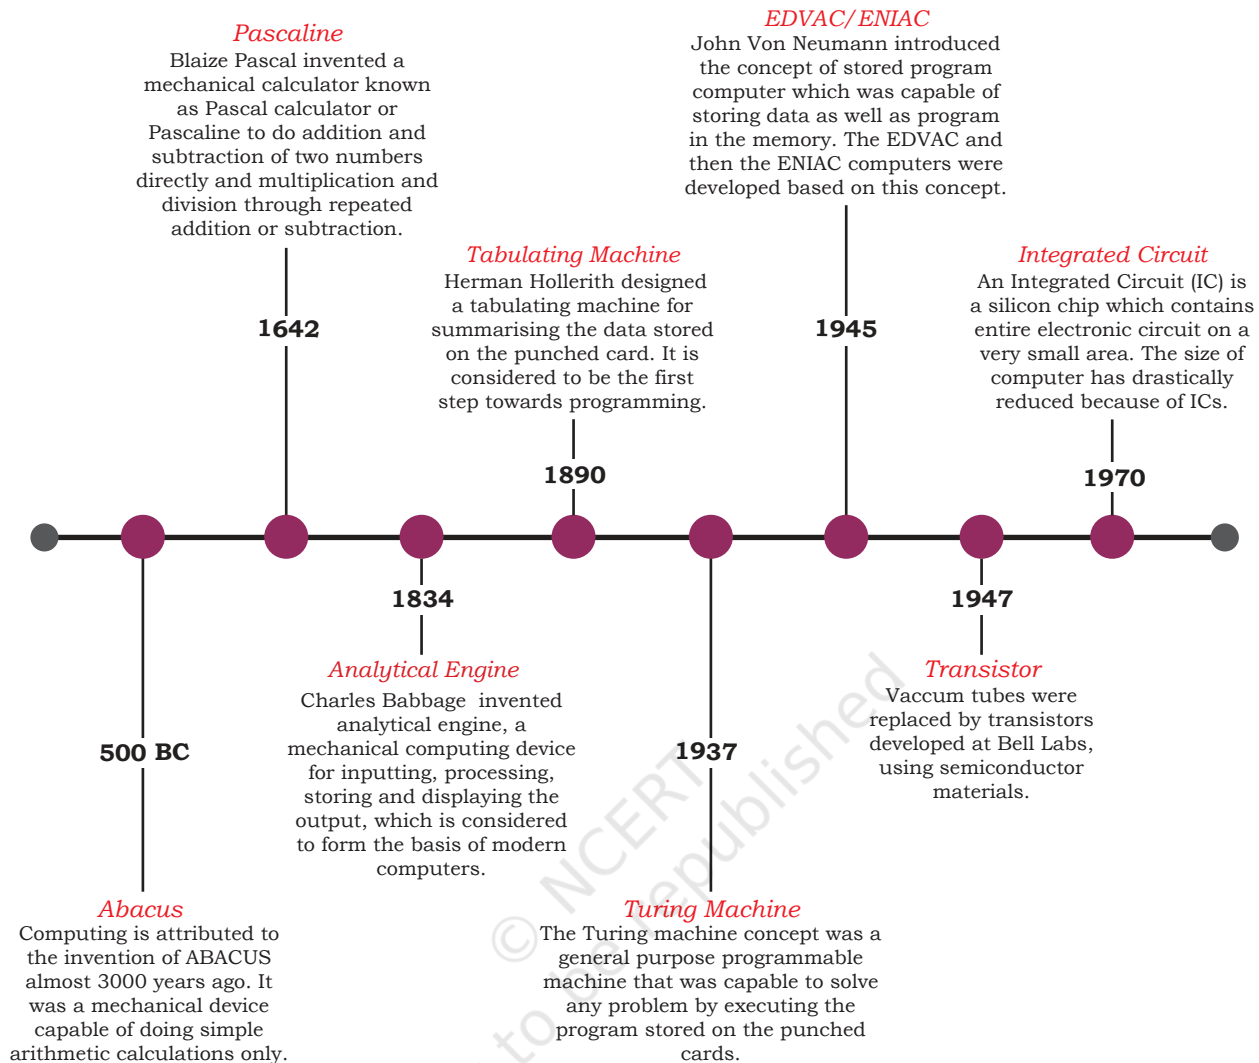 Pascaline
Blaize Pascal invented a
mechanical calculator known
as Pascal calculator or
Pascaline to do addition and
subtraction of two numbers
directly and multiplication and
division through repeated
addition or subtraction.
1642
EDVAC/ENIAC
John Von Neumann introduced
the concept of stored program
computer which was capable of
storing data as well as program
in the memory. The EDVAC and
then the ENIAC computers were
developed based on this concept.
1945
Tabulating Machine
Herman Hollerith designed
a tabulating machine for
summarising the data stored
on the punched card. It is
considered to be the first
step towards programming.
1890
Integrated Circuit
An Integrated Circuit (IC) is
a silicon chip which contains
entire electronic circuit on a
very small area. The size of
computer has drastically
reduced because of ICs.
1970
500 BC
Abacus
Computing is attributed to
the invention of ABACUS
almost 3000 years ago. It
was a mechanical device
capable of doing simple
arithmetic calculations only.
1834
Analytical Engine
Charles Babbage invented
analytical engine, a
mechanical computing device
for inputting, processing,
storing and displaying the
output, which is considered
to form the basis of modern
computers.
1937
Turing Machine
The Turing machine concept was a
general purpose programmable
machine that was capable to solve
any problem by executing the
program stored on the punched
cards.
1947
Transistor
Vaccum tubes were
replaced by transistors
developed at Bell Labs,
using semiconductor
materials.
© NCERT
to be republished